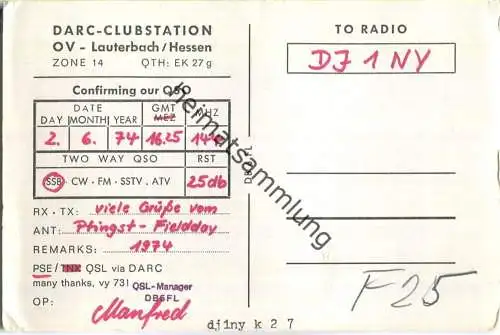 DARC-CLUBSTATION
OV - Lauterbach/Hessen
ZONE 14 QTH: EK 27 g
TO RADIO
DJ 1 NY
Confirming our QSO
DATE GMT MEZ MHZ
DAY MONTH YEAR
2. 6. 74 16.25 144
TWO WAY QSO RST
SSB CW · FM · SSTV . ATV 25db
RX · TX: viele Grüße vom
ANT: Pfingst - Fieldday
REMARKS: 1974
PSE/TNX QSL via DARC
many thanks, vy 73! QSL-Manager
DB6FL
OP: Manfred
F25
dj1ny k 2 7
heimatsammlung.de